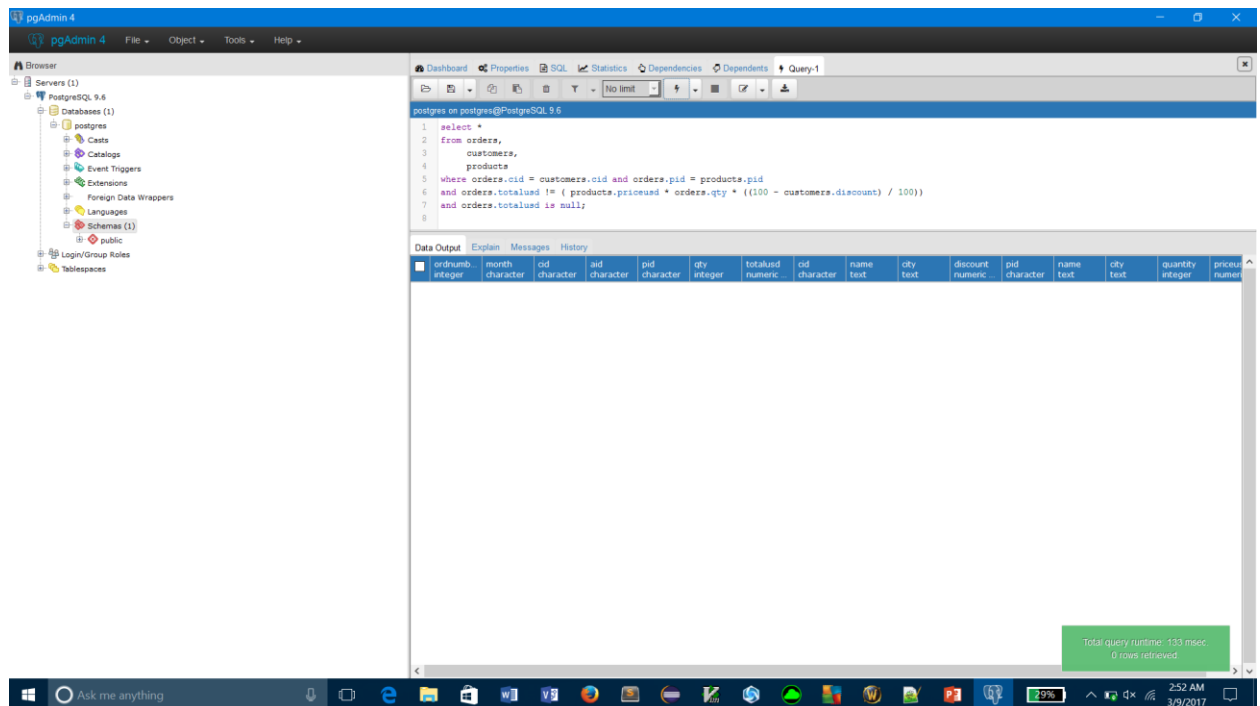 pgAdmin 4
pgAdmin 4 File Object Tools Help
Browser
Servers (1)
PostgreSQL 9.6
Databases (1)
postgres
Casts
Catalogs
Event Triggers
Extensions
Foreign Data Wrappers
Languages
Schemas (1)
public
Login/Group Roles
Tablespaces
Dashboard Properties SQL Statistics Dependencies Dependents Query-1
No limit
postgres on postgres@PostgreSQL 9.6
1 select *
2 from orders,
3 customers,
4 products
5 where orders.cid = customers.cid and orders.pid = products.pid
6 and orders.totalusd != ( products.priceusd * orders.qty * ((100 - customers.discount) / 100))
7 and orders.totalusd is null;
8
Data Output Explain Messages History
ordnumb... month cid aid pid qty totalusd cid name city discount pid name city quantity priceus
integer character character character character integer numeric ... character text text numeric ... character text text integer numeri
Total query runtime: 133 msec.
0 rows retrieved
Ask me anything
29%
2:52 AM
3/9/2017